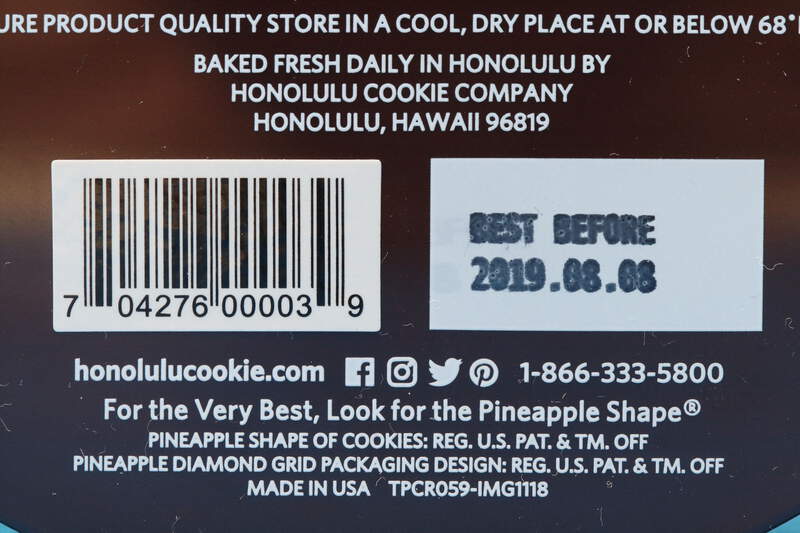 URE PRODUCT QUALITY STORE IN A COOL, DRY PLACE AT OR BELOW 68°
BAKED FRESH DAILY IN HONOLULU BY
HONOLULU COOKIE COMPANY
HONOLULU, HAWAII 96819
BEST BEFORE
2019.08.08
7 04276 00003 9
honolulucookie.com 1-866-333-5800
For the Very Best, Look for the Pineapple Shape®
PINEAPPLE SHAPE OF COOKIES: REG. U.S. PAT. & TM. OFF
PINEAPPLE DIAMOND GRID PACKAGING DESIGN: REG. U.S. PAT. & TM. OFF
MADE IN USA TPCR059-IMG1118